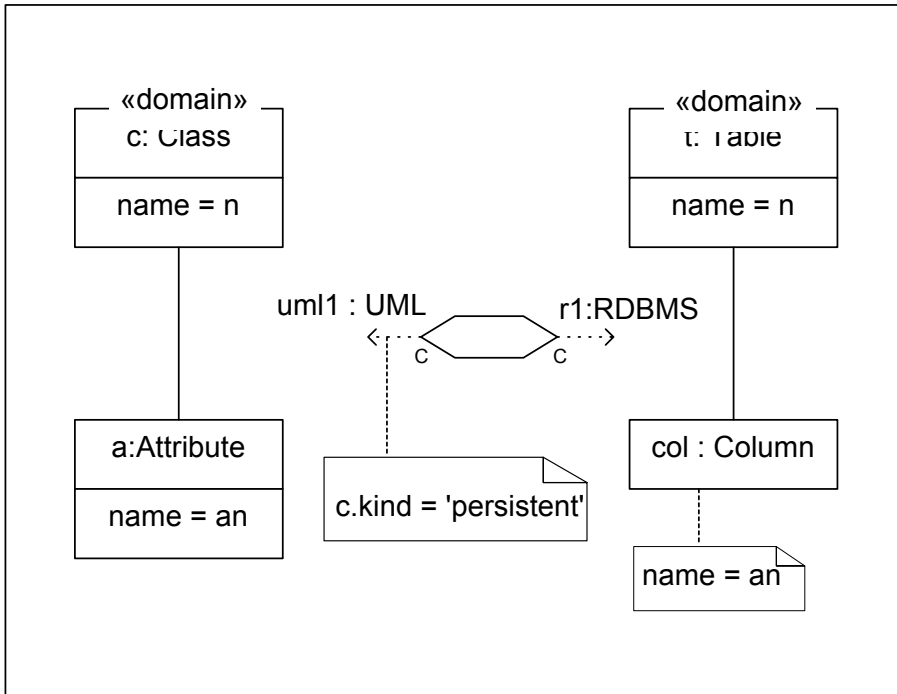 «domain»
c: Class
name = n
«domain»
t: Table
name = n
uml1 : UML
r1:RDBMS
C
C
a:Attribute
name = an
c.kind = 'persistent'
col : Column
name = an